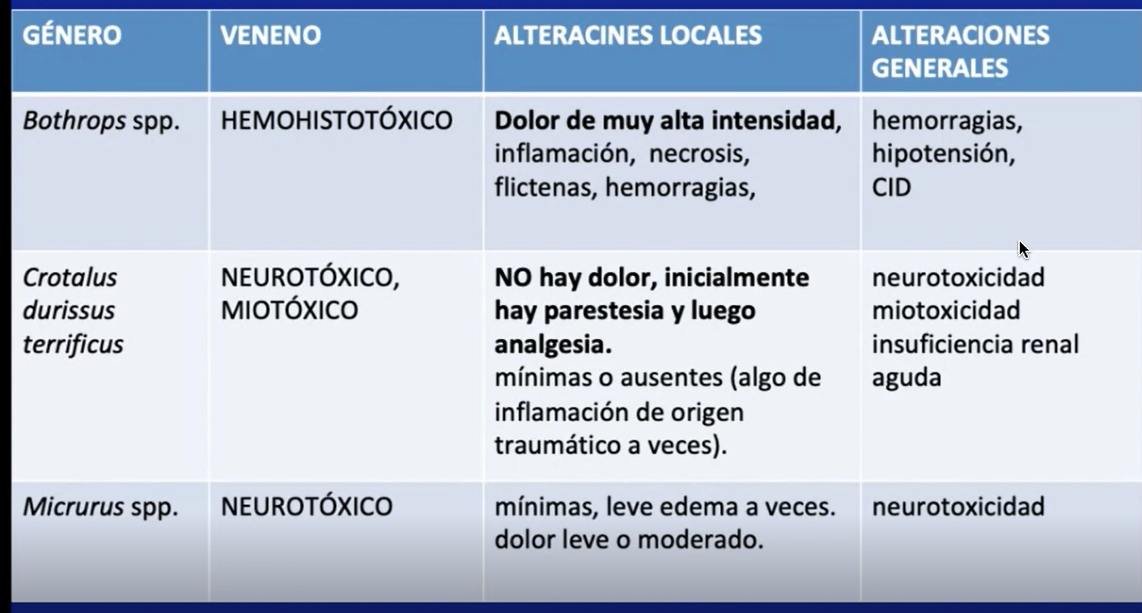 GÉNERO
VENENO
ALTERACINES LOCALES
ALTERACIONES
GENERALES
Bothrops spp.
HEMOHISTOTÓXICO
Dolor de muy alta intensidad,
inflamación, necrosis,
flictenas, hemorragias,
hemorragias,
hipotensión,
CID
Crotalus
durissus
terrificus
NEUROTÓXICO,
MIOTÓXICO
NO hay dolor, inicialmente
hay parestesia y luego
analgesia.
mínimas o ausentes (algo de
inflamación de origen
traumático a veces).
neurotoxicidad
miotoxicidad
insuficiencia renal
aguda
Micrurus spp.
NEUROTÓXICO
mínimas, leve edema a veces.
dolor leve o moderado.
neurotoxicidad